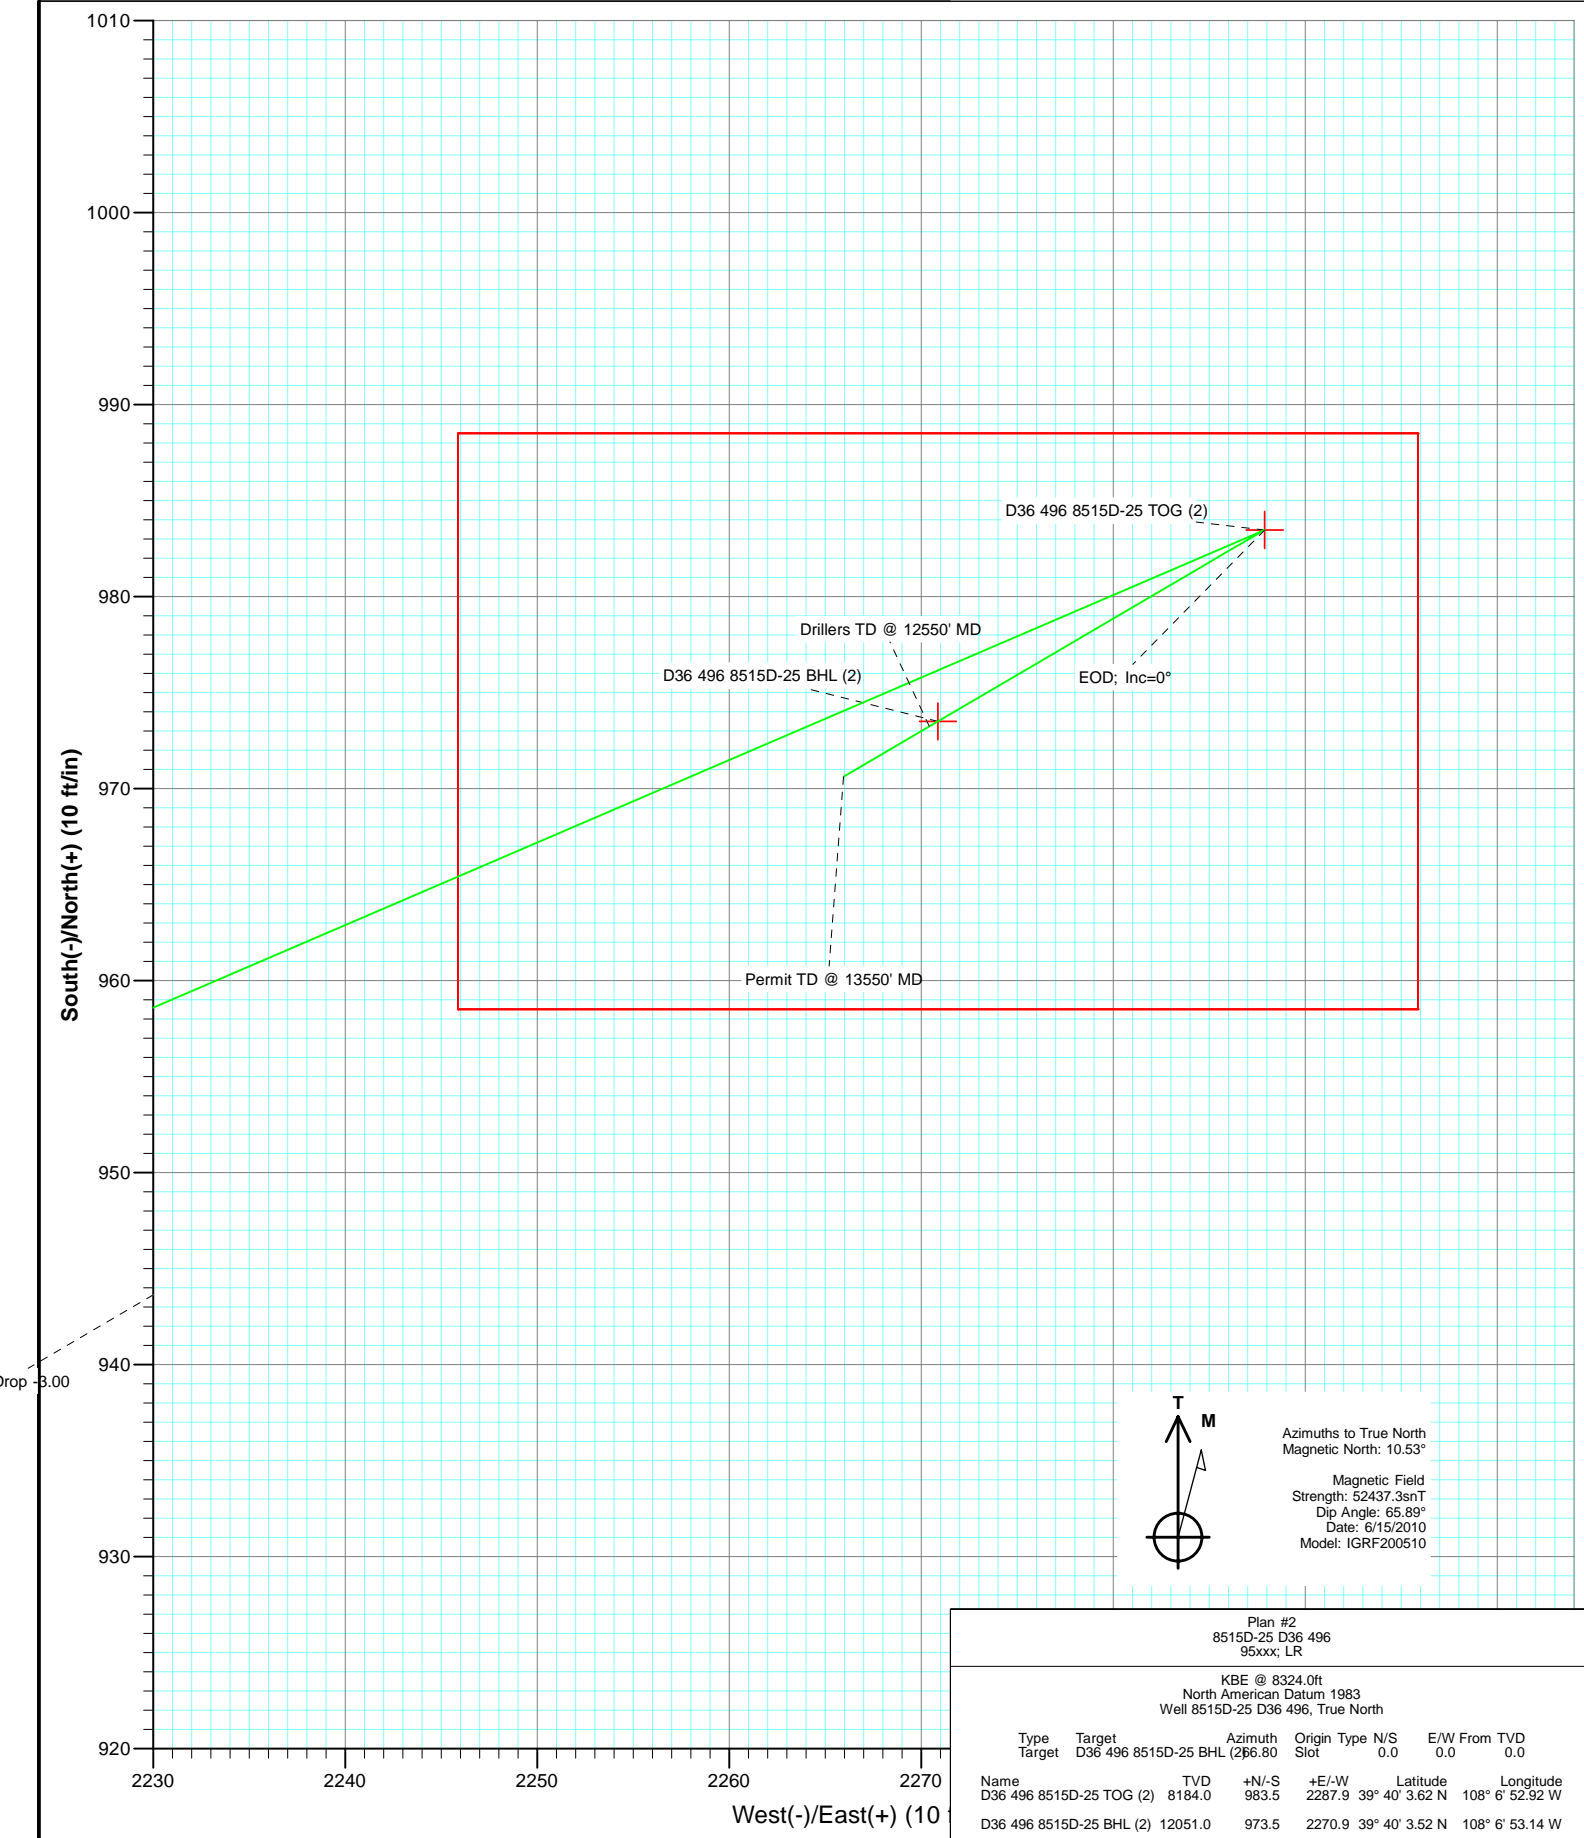 1010
1000
990
980
970
960
950
940
930
920
South(-)/North(+) (10 ft/in)
D36 496 8515D-25 TOG (2)
Drillers TD @ 12550' MD
D36 496 8515D-25 BHL (2)
EOD; Inc=0°
Permit TD @ 13550' MD
Drop -3.00
T
M
Azimuths to True North
Magnetic North: 10.53°
Magnetic Field
Strength: 52437.3snT
Dip Angle: 65.89°
Date: 6/15/2010
Model: IGRF200510
2230 2240 2250 2260 2270
West(-)/East(+) (10
Plan #2
8515D-25 D36 496
95xxx; LR
KBE @ 8324.0ft
North American Datum 1983
Well 8515D-25 D36 496, True North
Type Target Azimuth Origin Type N/S E/W From TVD
Target D36 496 8515D-25 BHL (2) 66.80 Slot 0.0 0.0 0.0
Name TVD +N/-S +E/-W Latitude Longitude
D36 496 8515D-25 TOG (2) 8184.0 983.5 2287.9 39° 40' 3.62 N 108° 6' 52.92 W
D36 496 8515D-25 BHL (2) 12051.0 973.5 2270.9 39° 40' 3.52 N 108° 6' 53.14 W